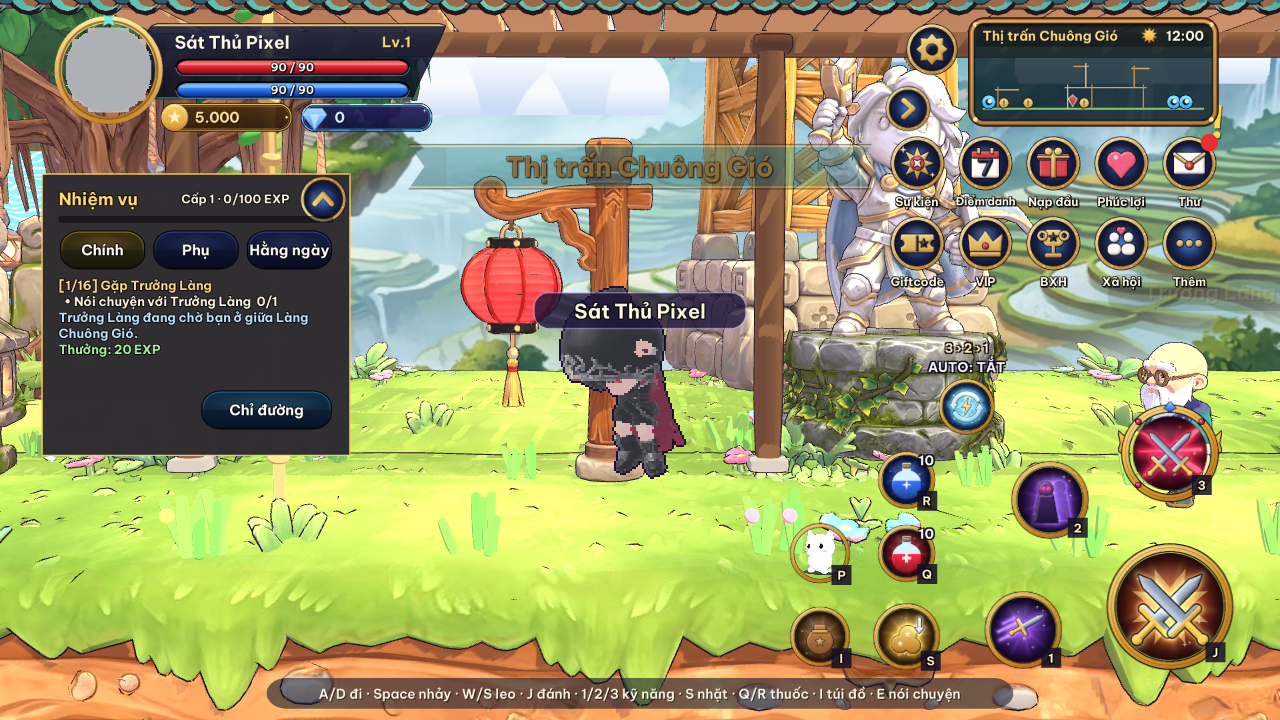 Sát Thủ Pixel
Lv.1
90 / 90
90 / 90
5.000
0
Thị trấn Chuông Gió
12:00
Thị trấn Chuông Gió
7
Sự kiện
Điểm danh
Nạp đầu
Phúc lợi
Thư
Giftcode
VIP
BXH
Xã hội
Thêm
Trưởng Làng
Nhiệm vụ
Cấp 1 · 0/100 EXP
Chính
Phụ
Hằng ngày
[1/16] Gặp Trưởng Làng
• Nói chuyện với Trưởng Làng 0/1
Trưởng Làng đang chờ bạn ở giữa Làng
Chuông Gió.
Thưởng: 20 EXP
Chỉ đường
Sát Thủ Pixel
3›2›1
AUTO: TẮT
10
R
3
2
10
Q
P
I
S
1
J
A/D đi · Space nhảy · W/S leo · J đánh · 1/2/3 kỹ năng · S nhặt · Q/R thuốc · I túi đồ · E nói chuyện